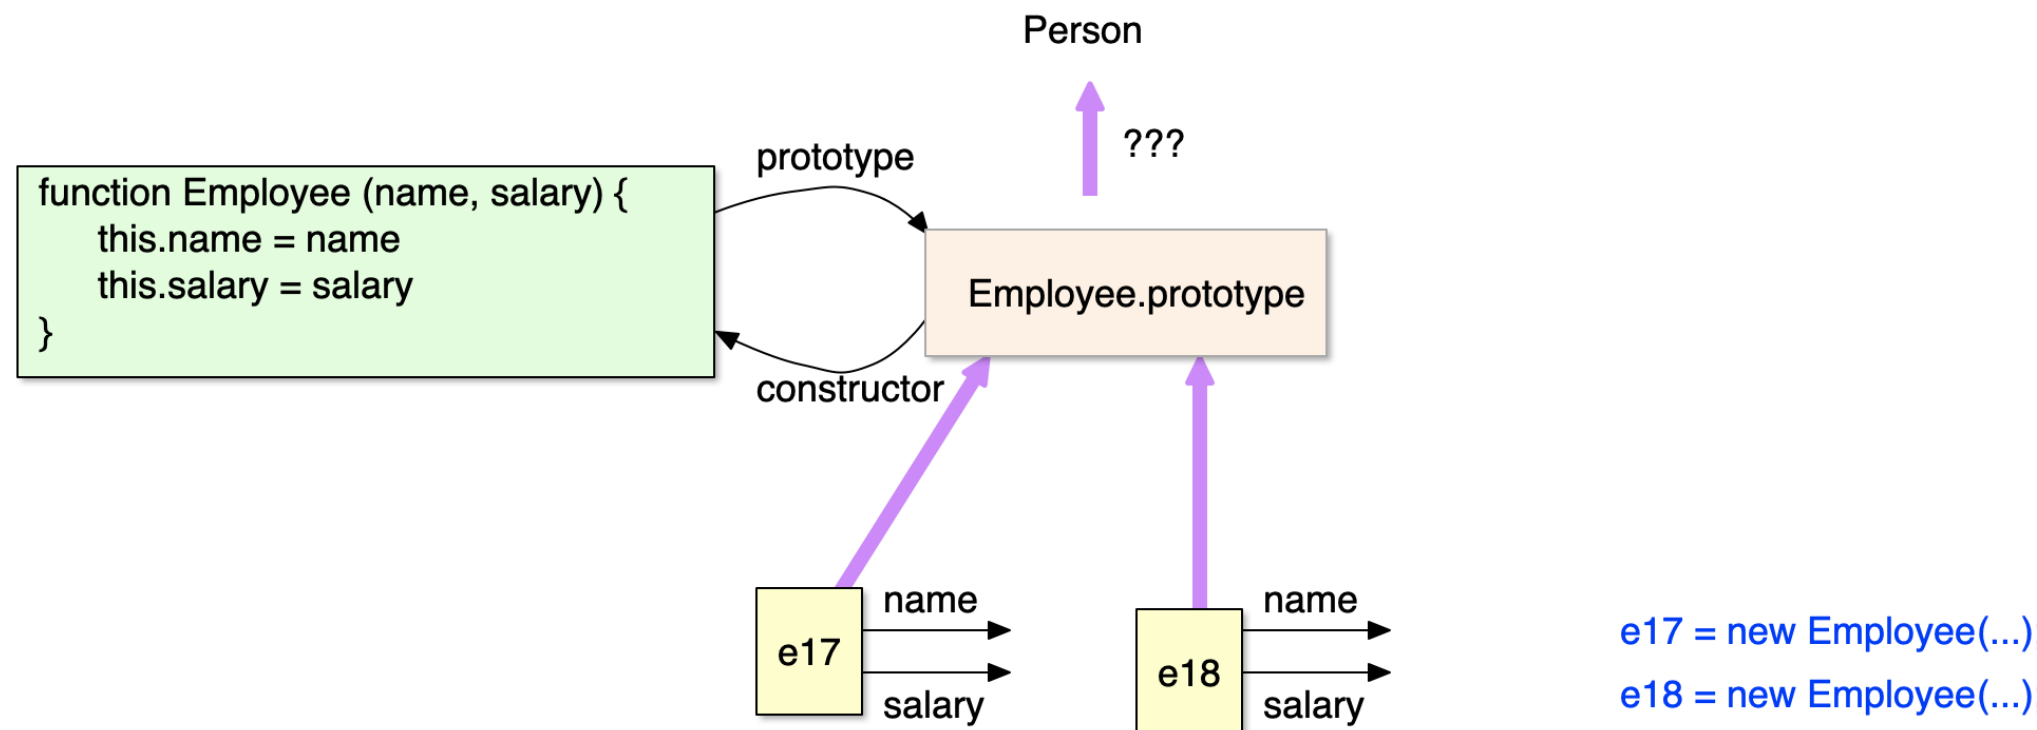 Person
???
prototype
function Employee (name, salary) {
this.name = name
this.salary = salary
}
Employee.prototype
constructor
name
e17
salary
name
e18
salary
e17 = new Employee(...)
e18 = new Employee(...)